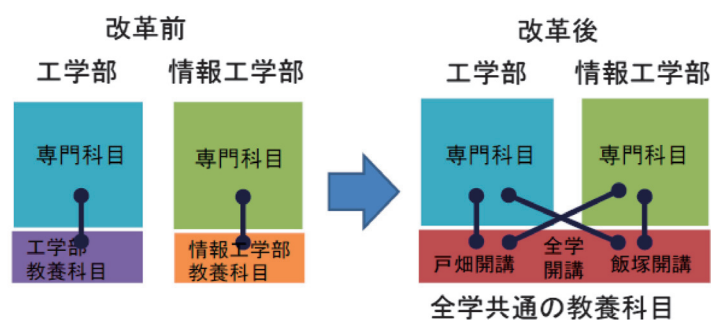 改革前
工学部
情報工学部
専門科目
専門科目
工学部
教養科目
情報工学部
教養科目
改革後
工学部
情報工学部
専門科目
専門科目
戸畑開講
全学
開講
飯塚開講
全学共通の教養科目